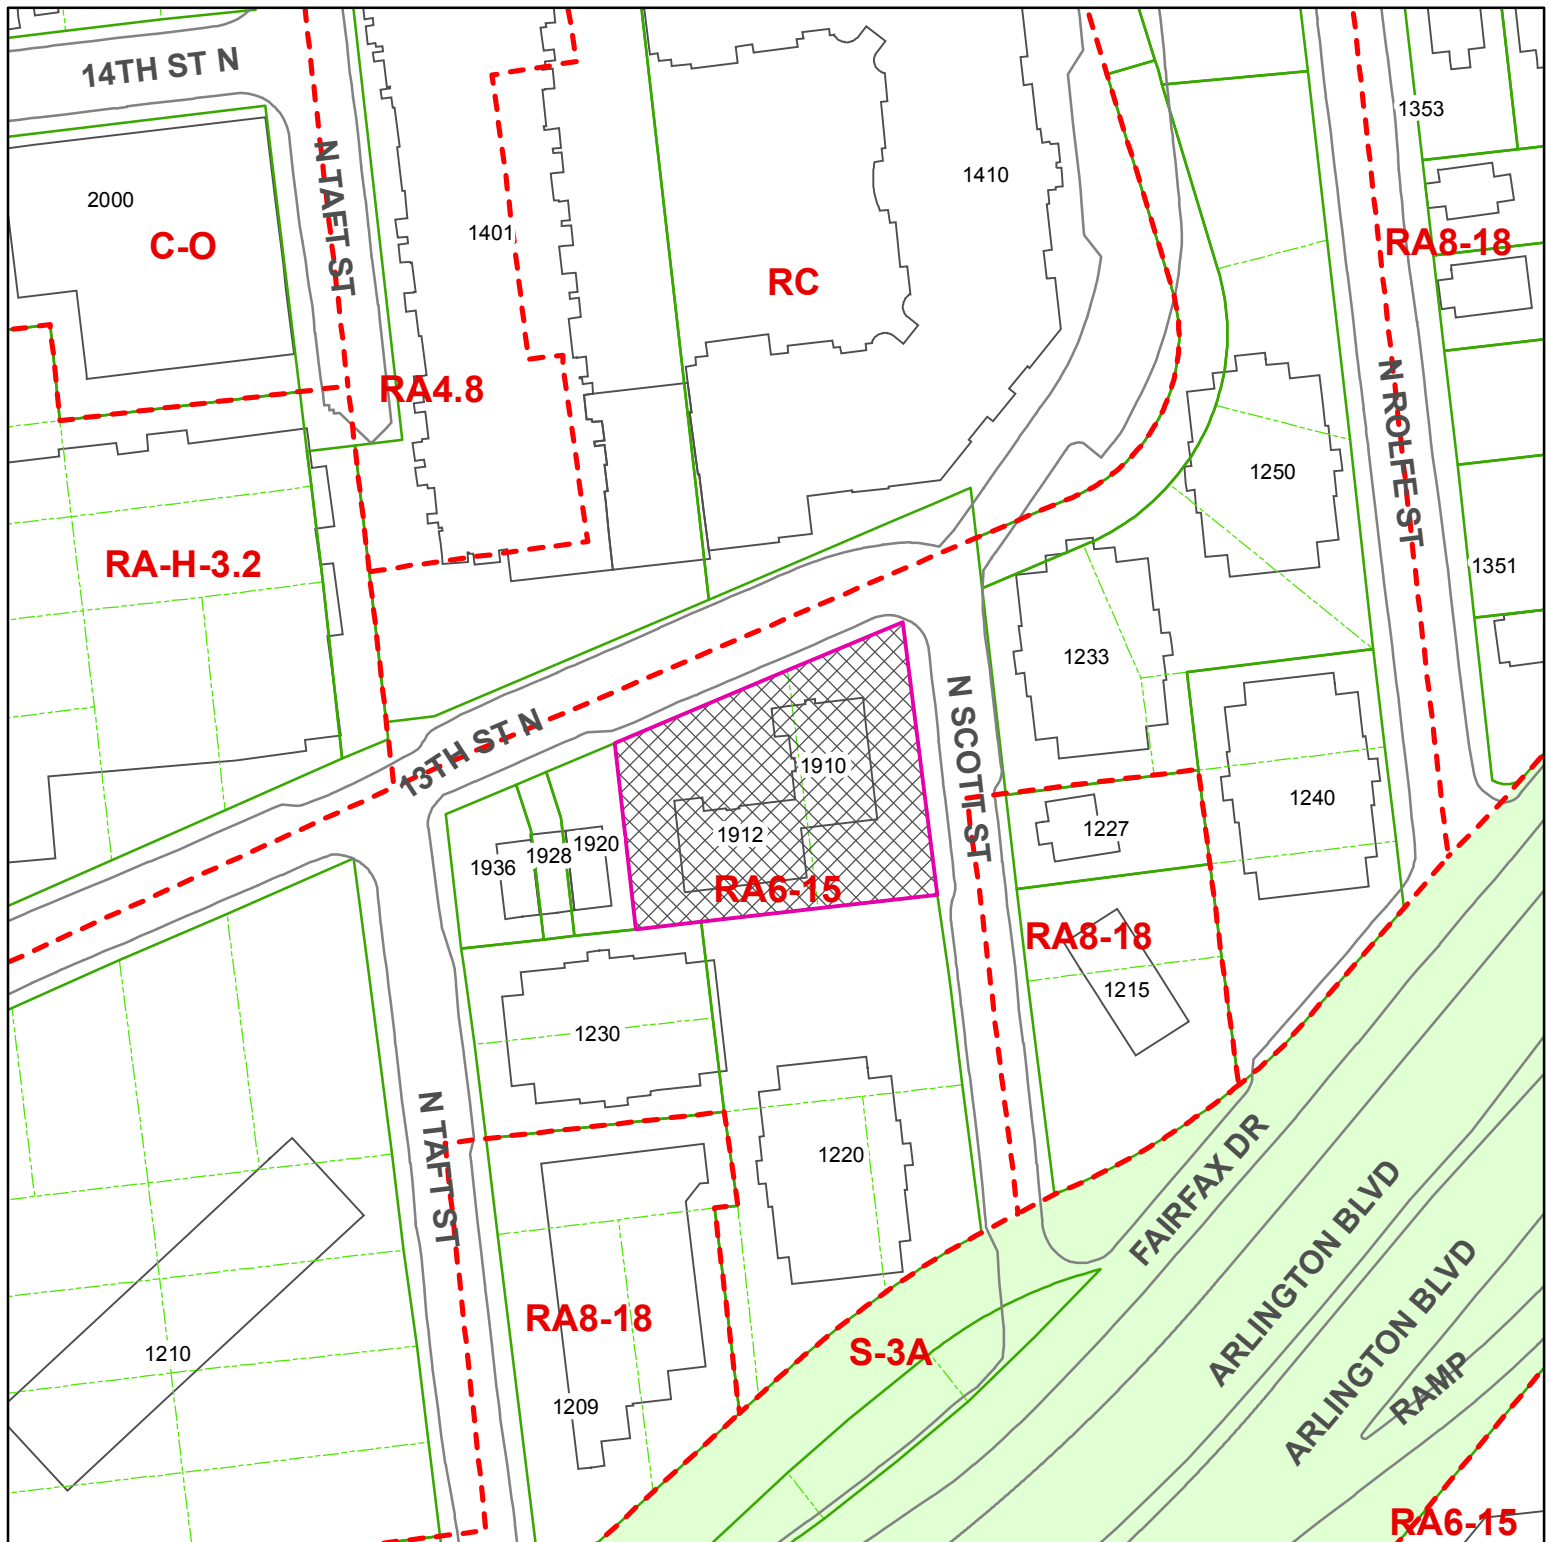 14TH ST N
1353
2000
N TAFT ST
1410
1401
C-O
RA8-18
RC
RA4.8
N ROLFE ST
1250
RA-H-3.2
1351
1233
N SCOTT ST
13TH ST N
1910
1240
1912
1227
1920
1928
1936
RA6-15
RA8-18
1215
1230
N TAFT ST
1220
FAIRFAX DR
ARLINGTON BLVD
RA8-18
S-3A
1210
ARLINGTON BLVD
RAMP
1209
RA6-15